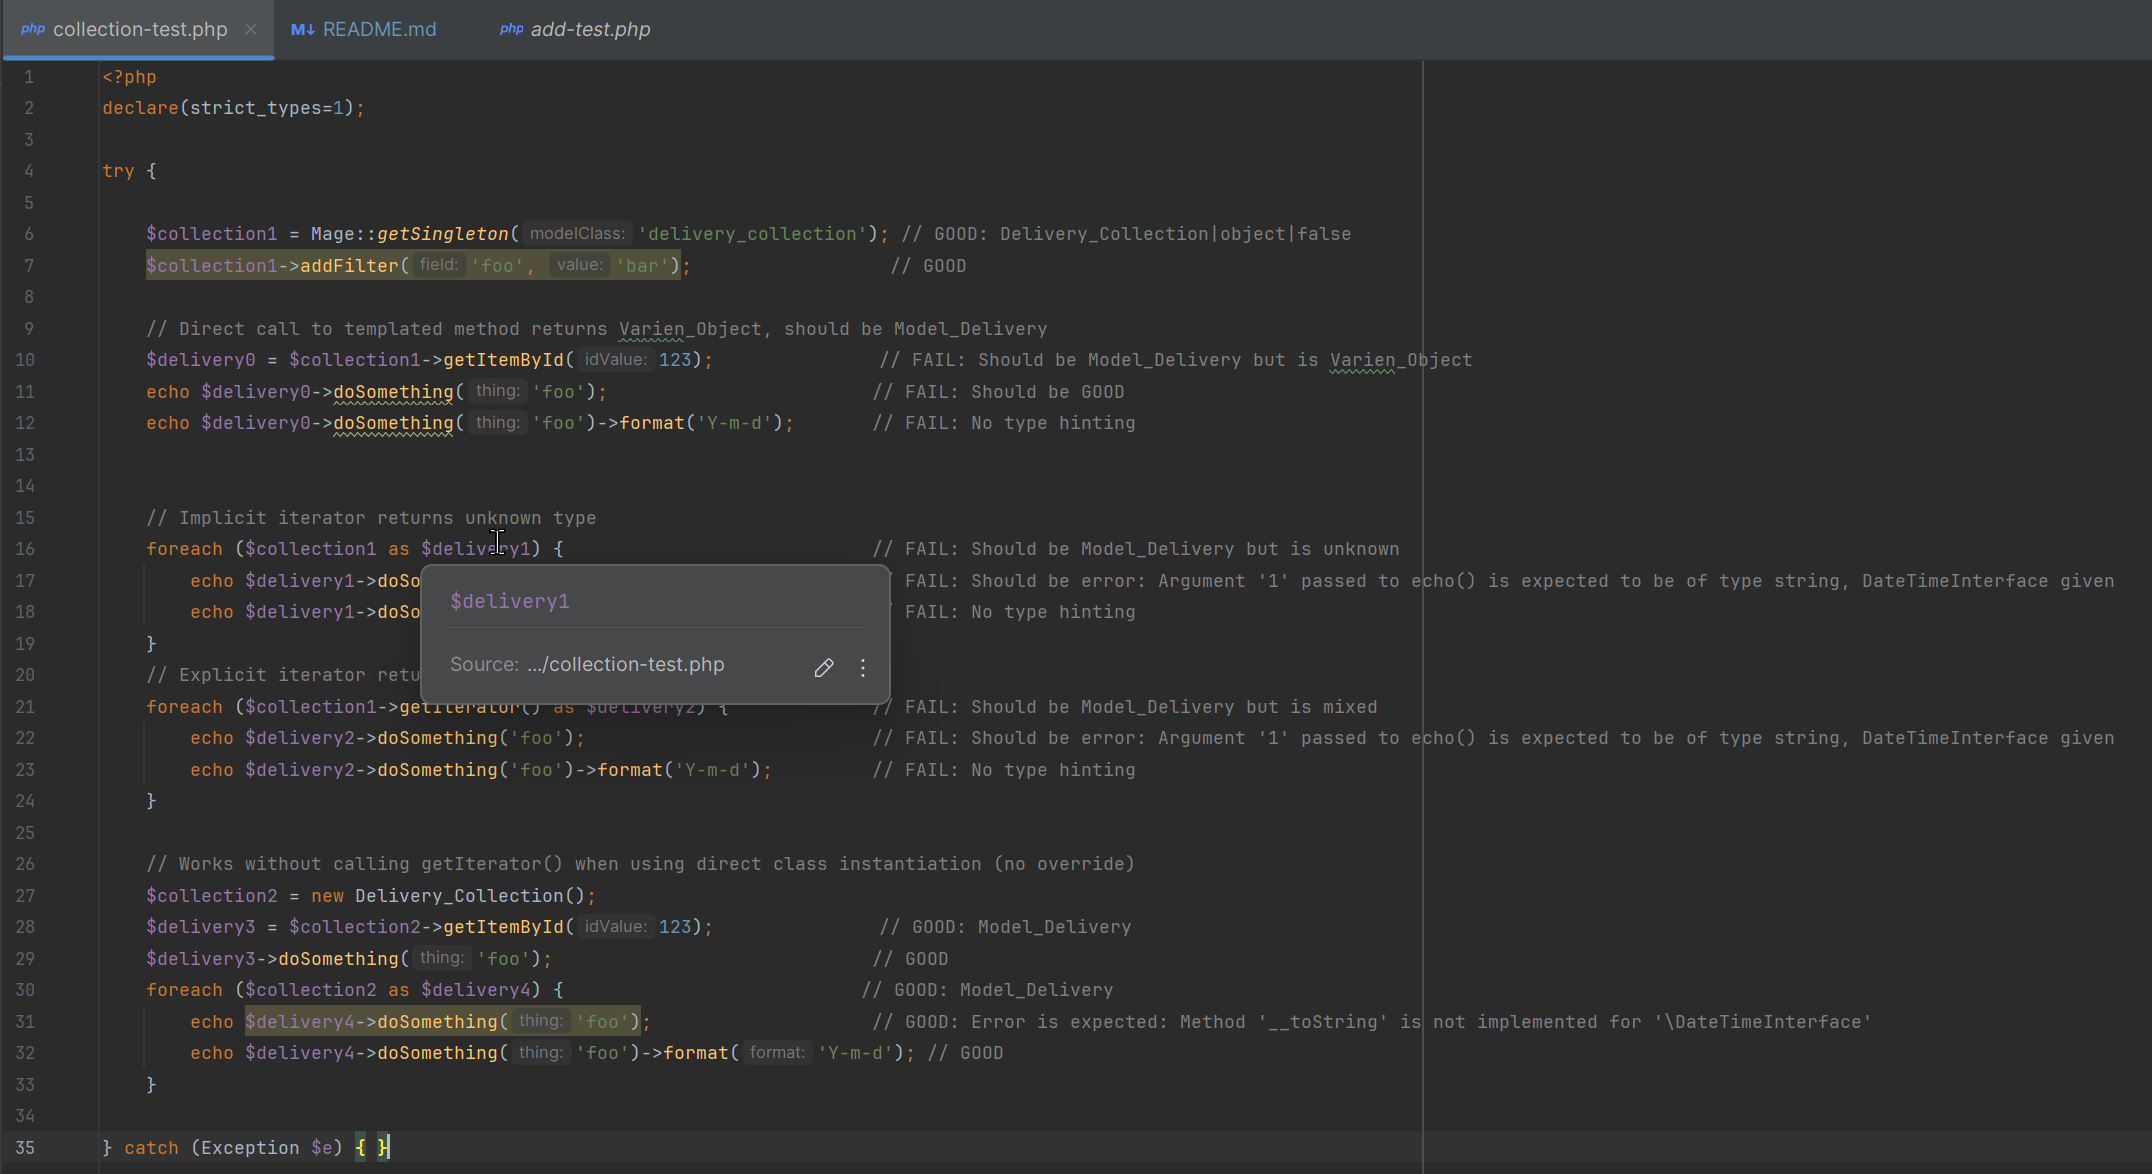 php collection-test.php × M↓ README.md php add-test.php
1 <?php
2 declare(strict_types=1);
3
4 try {
5
6 $collection1 = Mage::getSingleton( modelClass: 'delivery_collection'); // GOOD: Delivery_Collection|object|false
7 $collection1->addFilter( field: 'foo', value: 'bar'); // GOOD
8
9 // Direct call to templated method returns Varien_Object, should be Model_Delivery
10 $delivery0 = $collection1->getItemById( idValue: 123); // FAIL: Should be Model_Delivery but is Varien_Object
11 echo $delivery0->doSomething( thing: 'foo'); // FAIL: Should be GOOD
12 echo $delivery0->doSomething( thing: 'foo')->format('Y-m-d'); // FAIL: No type hinting
13
14
15 // Implicit iterator returns unknown type
16 foreach ($collection1 as $delivery1) { // FAIL: Should be Model_Delivery but is unknown
17 echo $delivery1->doSo FAIL: Should be error: Argument '1' passed to echo() is expected to be of type string, DateTimeInterface given
18 echo $delivery1->doSo FAIL: No type hinting
$delivery1
Source: .../collection-test.php
19 }
20 // Explicit iterator retu
21 foreach ($collection1->getIterator() as $delivery2) { // FAIL: Should be Model_Delivery but is mixed
22 echo $delivery2->doSomething('foo'); // FAIL: Should be error: Argument '1' passed to echo() is expected to be of type string, DateTimeInterface given
23 echo $delivery2->doSomething('foo')->format('Y-m-d'); // FAIL: No type hinting
24 }
25
26 // Works without calling getIterator() when using direct class instantiation (no override)
27 $collection2 = new Delivery_Collection();
28 $delivery3 = $collection2->getItemById( idValue: 123); // GOOD: Model_Delivery
29 $delivery3->doSomething( thing: 'foo'); // GOOD
30 foreach ($collection2 as $delivery4) { // GOOD: Model_Delivery
31 echo $delivery4->doSomething( thing: 'foo'); // GOOD: Error is expected: Method '__toString' is not implemented for '\DateTimeInterface'
32 echo $delivery4->doSomething( thing: 'foo')->format( format: 'Y-m-d'); // GOOD
33 }
34
35 } catch (Exception $e) { }